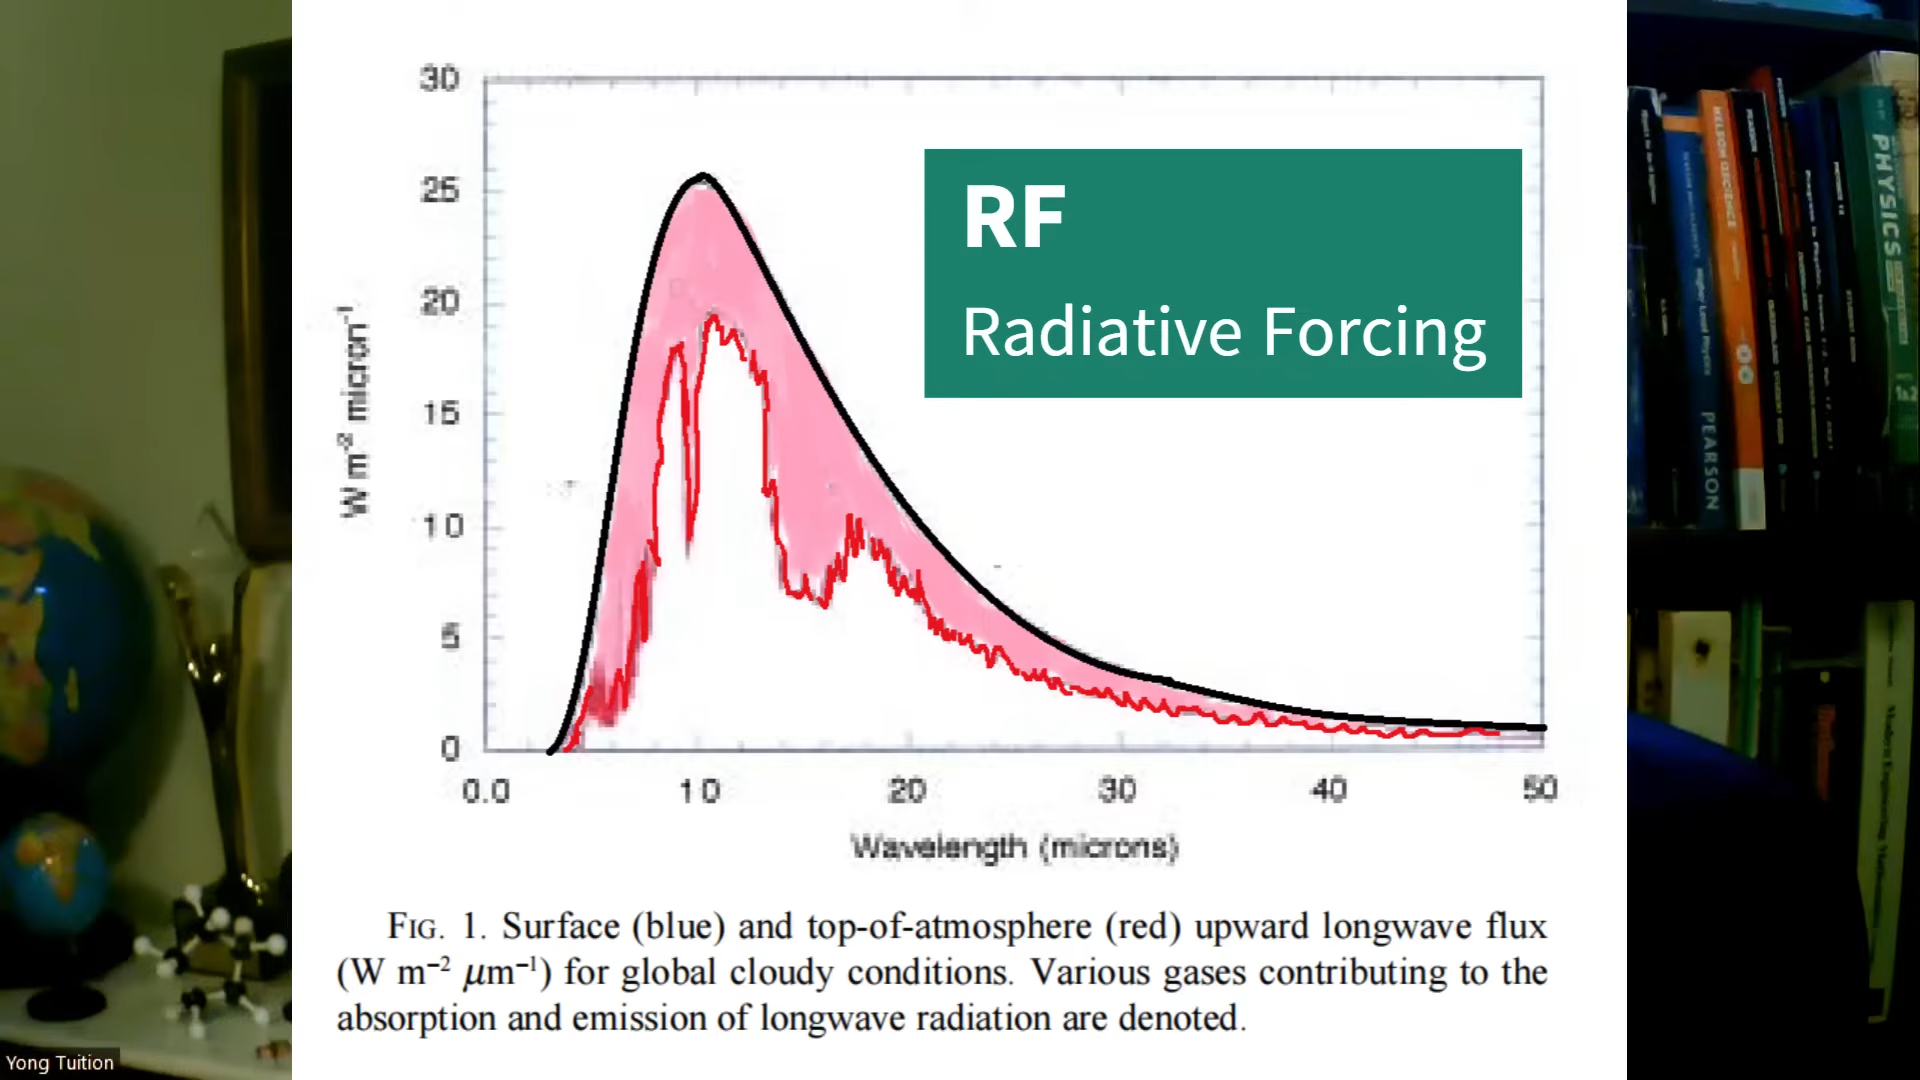 30
25
20
15
10
5
0
W m⁻² micron⁻¹
0.0 10 20 30 40 50
Wavelength (microns)
RF
Radiative Forcing
FIG. 1. Surface (blue) and top-of-atmosphere (red) upward longwave flux
(W m⁻² μm⁻¹) for global cloudy conditions. Various gases contributing to the
absorption and emission of longwave radiation are denoted.
PHYSICS
PEARSON
Yong Tuition